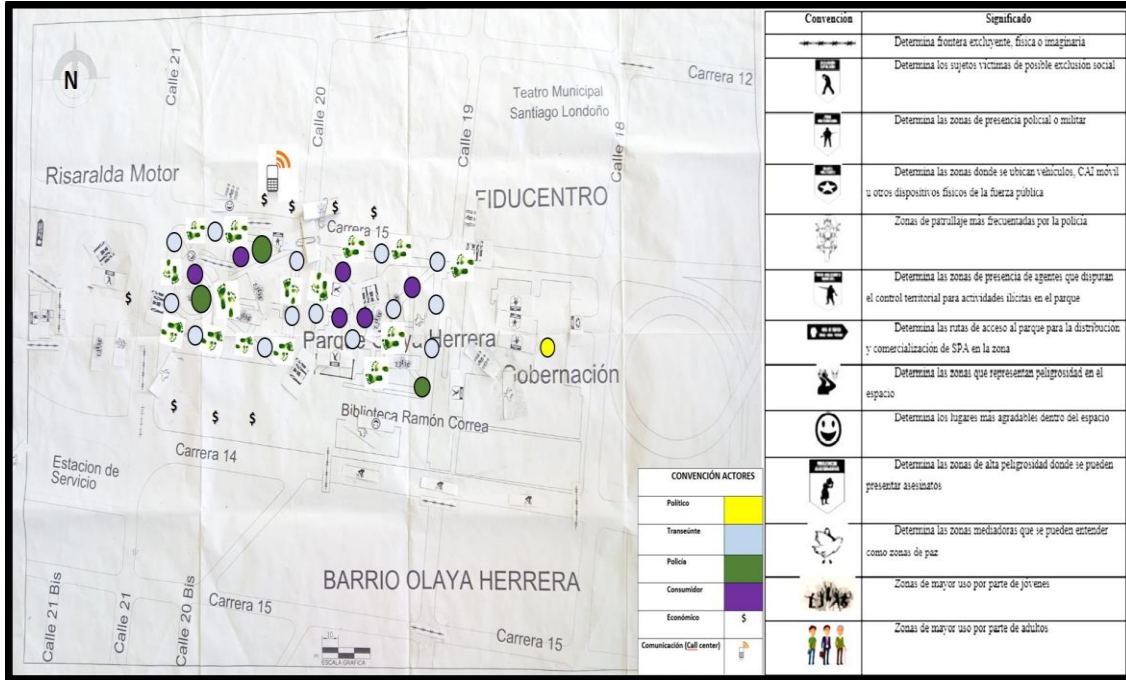 N
Calle 21
Calle 20
Calle 19
Calle 18
Carrera 12
Teatro Municipal
Santiago Londoño
Risaralda Motor
FIDUCENTRO
Carrera 15
Parque Olaya Herrera
Gobernación
Biblioteca Ramón Correa
Carrera 14
Estacion de
Servicio
BARRIO OLAYA HERRERA
Calle 21 Bis
Calle 21
Calle 20 Bis
Carrera 15
Carrera 15
ESCALA GRAFICA
CONVENCIÓN ACTORES
Político
Transeúnte
Policía
Consumidor
Económico $
Comunicación (Call center)
Convención Significado
Determina frontera excluyente, física o imaginaria
Determina los sujetos víctimas de posible exclusión social
Determina las zonas de presencia policial o militar
Determina las zonas donde se ubican vehículos, CAI móvil
u otros dispositivos físicos de la fuerza pública
Zonas de patrullaje más frecuentadas por la policía
Determina las zonas de presencia de agentes que disputan
el control territorial para actividades ilícitas en el parque
Determina las rutas de acceso al parque para la distribución
y comercialización de SPA en la zona
Determina las zonas que representan peligrosidad en el
espacio
Determina los lugares más agradables dentro del espacio
Determina las zonas de alta peligrosidad donde se pueden
presentar asesinatos
Determina las zonas mediadoras que se pueden entender
como zonas de paz
Zonas de mayor uso por parte de jóvenes
Zonas de mayor uso por parte de adultos